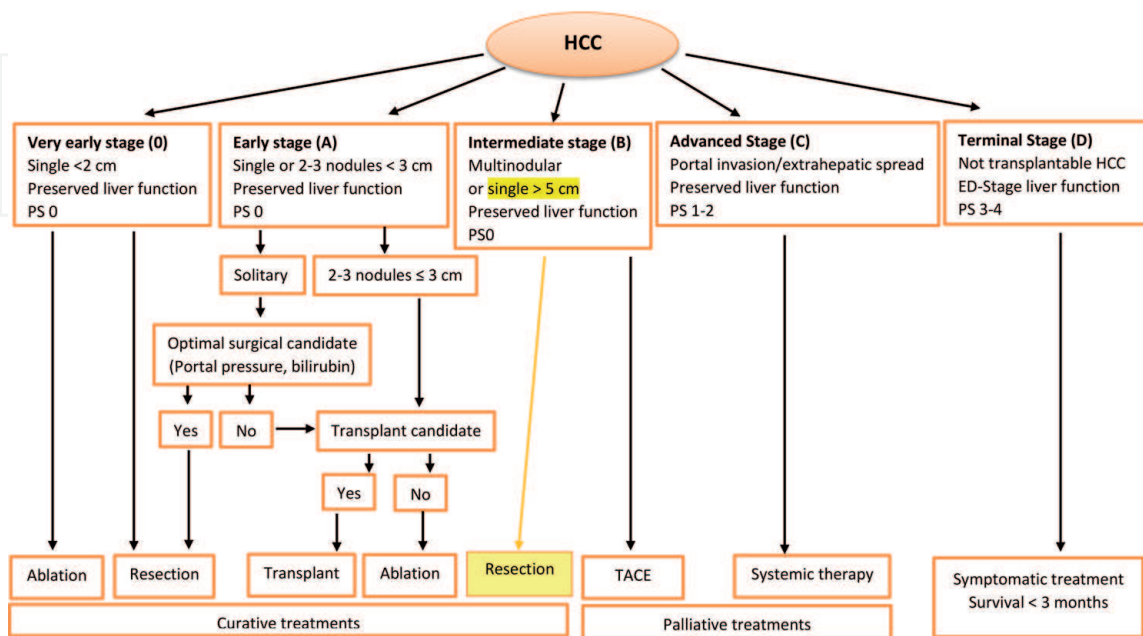 HCC
Very early stage (0)
Single <2 cm
Preserved liver function
PS 0
Early stage (A)
Single or 2-3 nodules < 3 cm
Preserved liver function
PS 0
Intermediate stage (B)
Multinodular
or single > 5 cm
Preserved liver function
PS0
Advanced Stage (C)
Portal invasion/extrahepatic spread
Preserved liver function
PS 1-2
Terminal Stage (D)
Not transplantable HCC
ED-Stage liver function
PS 3-4
Solitary
2-3 nodules ≤ 3 cm
Optimal surgical candidate
(Portal pressure, bilirubin)
Yes
No
Transplant candidate
Yes
No
Ablation
Resection
Transplant
Ablation
Resection
TACE
Systemic therapy
Symptomatic treatment
Survival < 3 months
Curative treatments
Palliative treatments